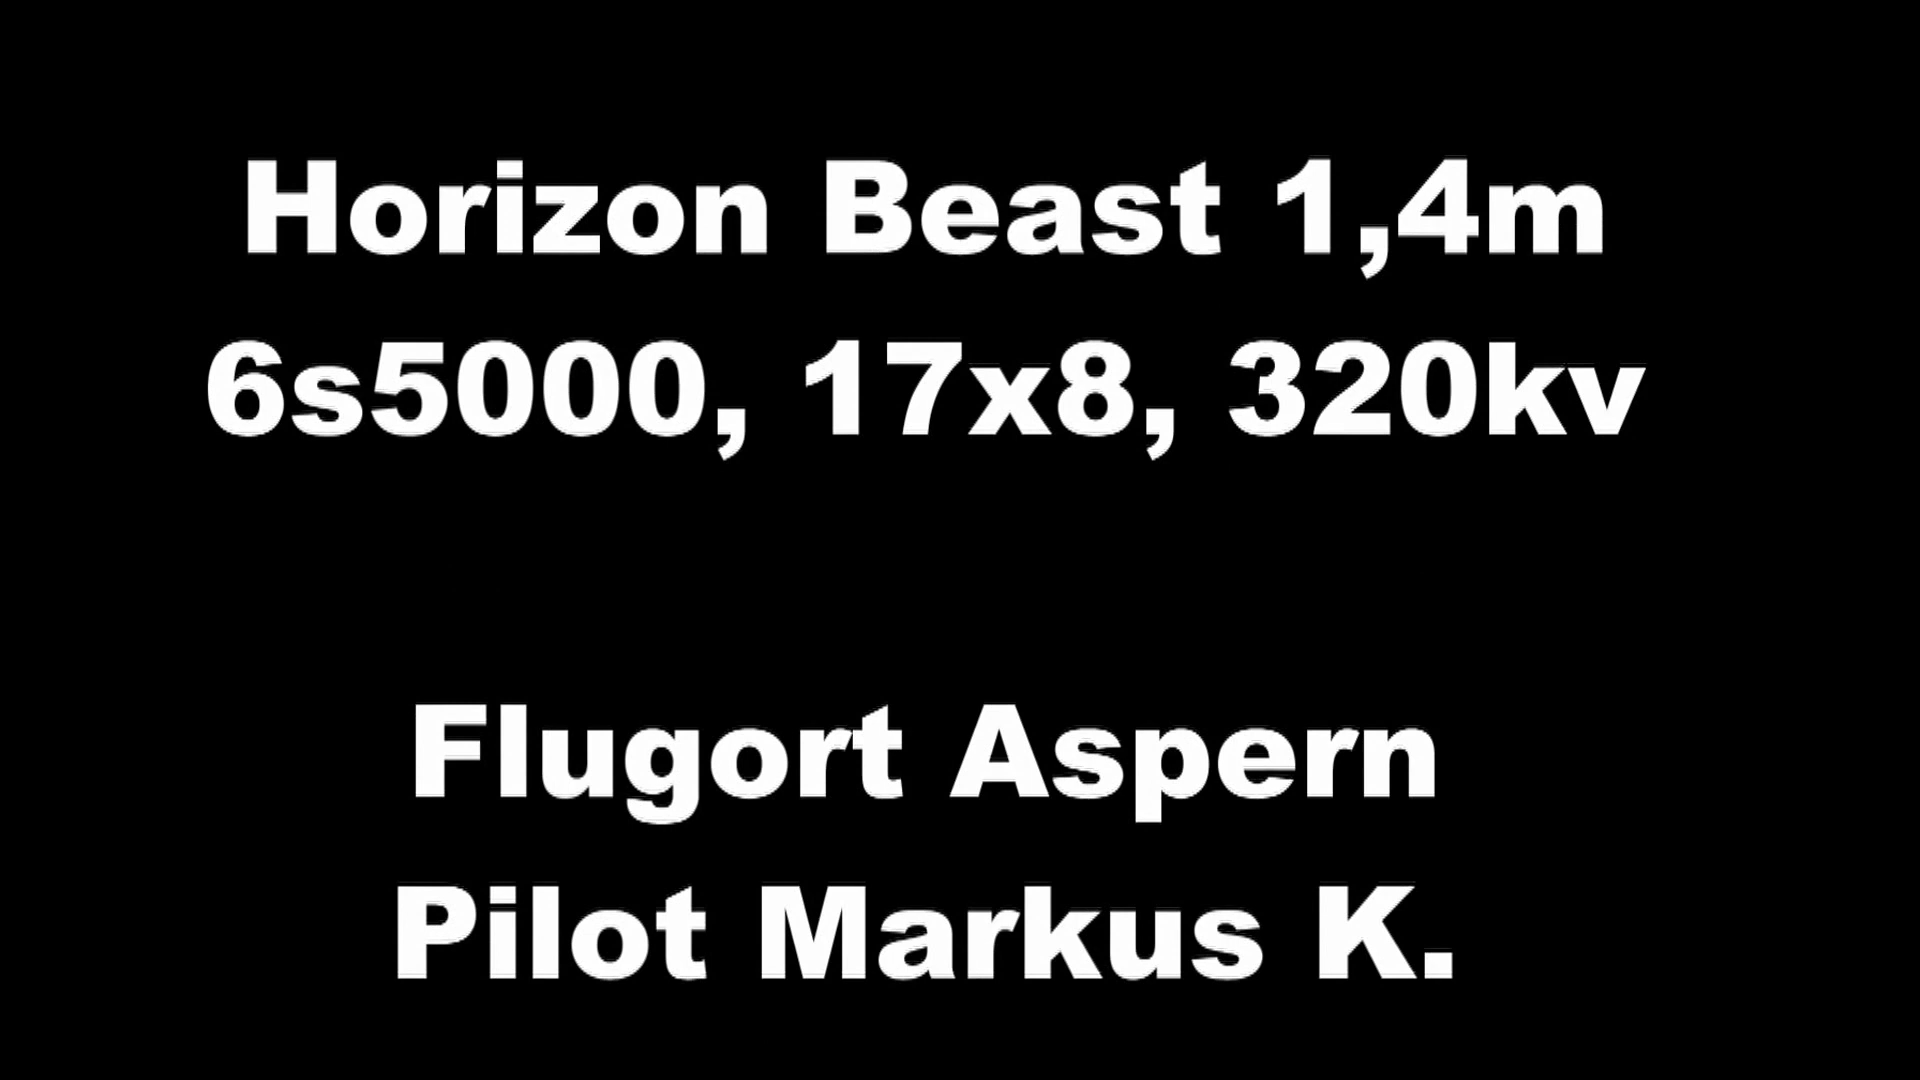 Horizon Beast 1,4m
6s5000, 17x8, 320kv
Flugort Aspern
Pilot Markus K.